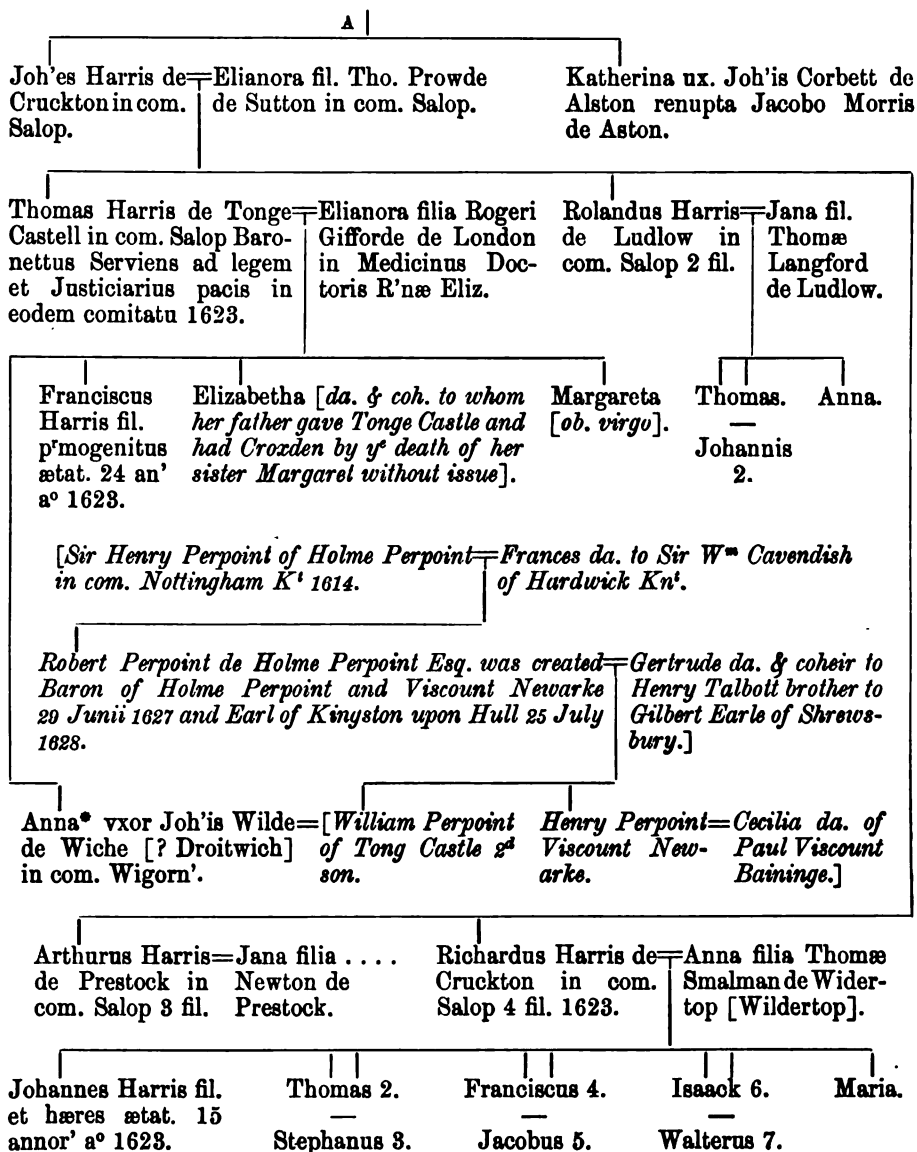 A
Joh'es Harris de Cruckton in com. Salop.
Elianora fil. Tho. Prowde de Sutton in com. Salop.
Katherina ux. Joh'is Corbett de Alston renupta Jacobo Morris de Aston.
Thomas Harris de Tonge
Castell in com. Salop Baro-
nettus Serviens ad legem
et Justiciarius pacis in
eodem comitatu 1623.
Elianora filia Rogeri
Gifforde de London
in Medicinus Doc-
toris R'næ Eliz.
Rolandus Harris
de Ludlow in
com. Salop 2 fil.
Jana fil.
Thomæ
Langford
de Ludlow.
Franciscus
Harris fil.
pʳmogenitus
ætat. 24 an'
aº 1623.
Elizabetha [da. & coh. to whom
her father gave Tonge Castle and
had Croxden by yᵉ death of her
sister Margaret without issue].
Margareta
[ob. virgo].
Thomas.
—
Johannis
2.
Anna.
[Sir Henry Perpoint of Holme Perpoint
in com. Nottingham Kᵗ 1614.
Frances da. to Sir Wᵐ Cavendish
of Hardwick Knᵗ.
Robert Perpoint de Holme Perpoint Esq. was created
Baron of Holme Perpoint and Viscount Newarke
29 Junii 1627 and Earl of Kingston upon Hull 25 July
1628.
Gertrude da. & coheir to
Henry Talbott brother to
Gilbert Earle of Shrews-
bury.]
Anna* vxor Joh'is Wilde=
de Wiche [? Droitwich]
in com. Wigorn'.
[William Perpoint
of Tong Castle 2ᵈ
son.
Henry Perpoint=
Viscount New-
arke.
Cecilia da. of
Paul Viscount
Baininge.]
Arthurus Harris=
de Prestock in
com. Salop 3 fil.
Jana filia . . . .
Newton de
Prestock.
Richardus Harris de
Cruckton in com.
Salop 4 fil. 1623.
Anna filia Thomæ
Smalman de Wider-
top [Wildertop].
Johannes Harris fil.
et hæres ætat. 15
annor' aº 1623.
Thomas 2.
—
Stephanus 3.
Franciscus 4.
—
Jacobus 5.
Isaack 6.
—
Walterus 7.
Maria.